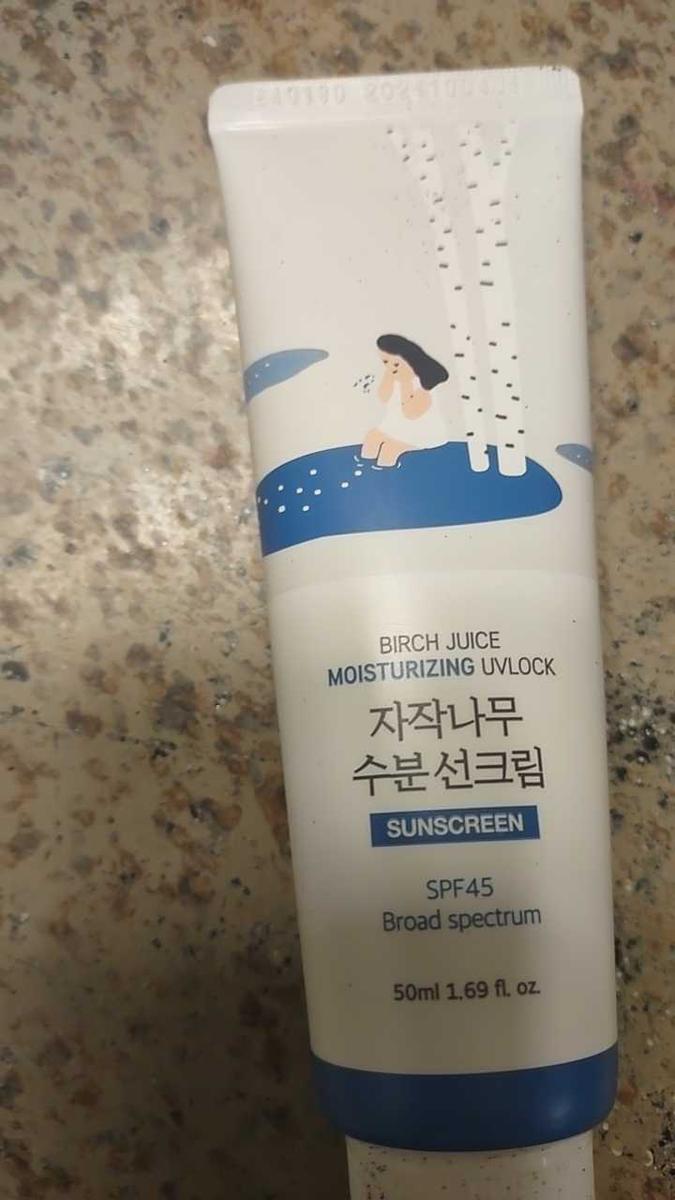 BIRCH JUICE
MOISTURIZING UVLOCK
자작나무
수분 선크림
SUNSCREEN
SPF45
Broad spectrum
50ml 1.69 fl. oz.